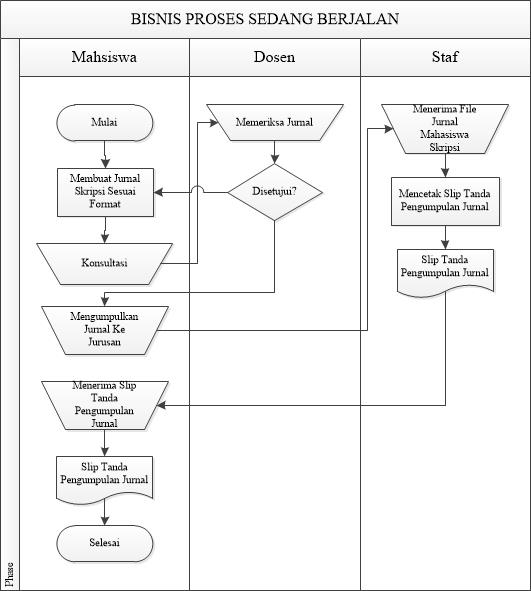 BISNIS PROSES SEDANG BERJALAN
Mahsiswa
Dosen
Staf
Mulai
Membuat Jurnal
Skripsi Sesuai
Format
Konsultasi
Mengumpulkan
Jurnal Ke
Jurusan
Menerima Slip
Tanda
Pengumpulan
Jurnal
Slip Tanda
Pengumpulan Jurnal
Selesai
Memeriksa Jurnal
Disetujui?
Menerima File
Jurnal
Mahasiswa
Skripsi
Mencetak Slip Tanda
Pengumpulan Jurnal
Slip Tanda
Pengumpulan Jurnal
Phase